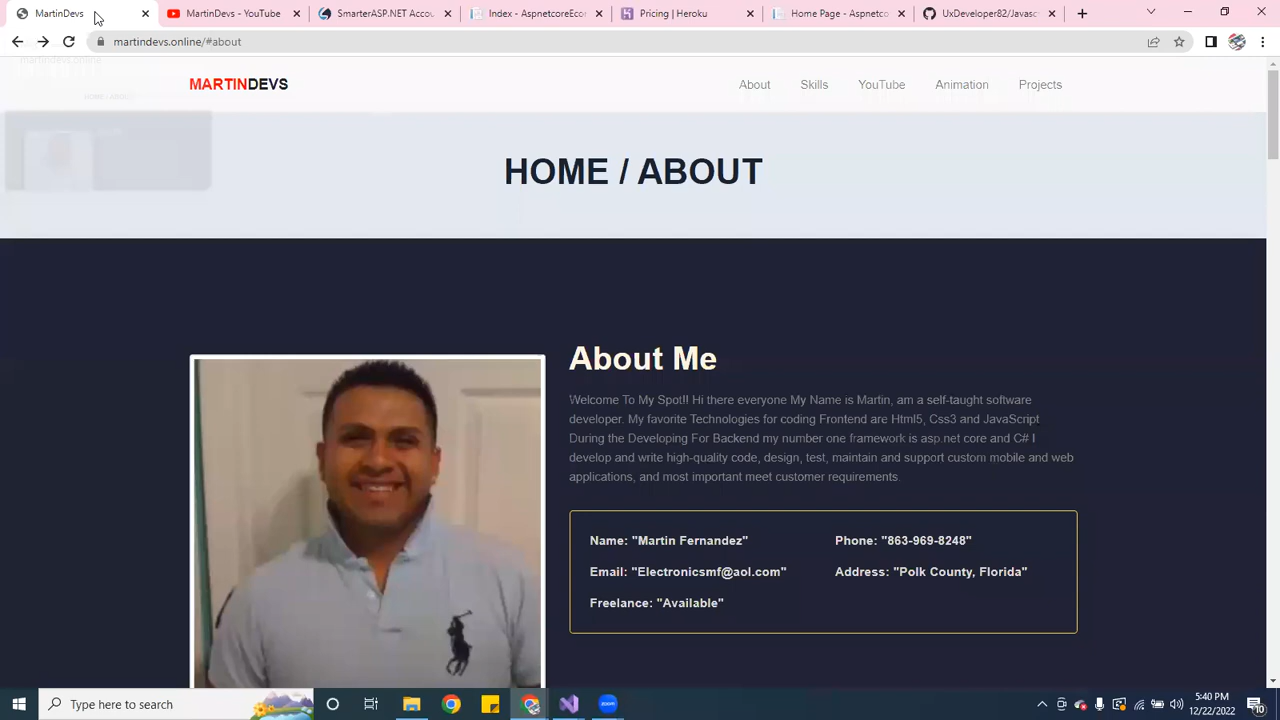 MartinDevs
MartinDevs - YouTube
SmarterASP.NET Accou
Index - AspnetcoreEcor
Pricing | Heroku
Home Page - Aspnetco
UxDeveloper82/Javasc
martindevs.online/#about
martindevs.online
MARTINDEVS
About
Skills
YouTube
Animation
Projects
HOME / ABOUT
About Me
Welcome To My Spot!! Hi there everyone My Name is Martin, am a self-taught software
developer. My favorite Technologies for coding Frontend are Html5, Css3 and JavaScript
During the Developing For Backend my number one framework is asp.net core and C# I
develop and write high-quality code, design, test, maintain and support custom mobile and web
applications, and most important meet customer requirements.
Name: "Martin Fernandez"
Phone: "863-969-8248"
Email: "Electronicsmf@aol.com"
Address: "Polk County, Florida"
Freelance: "Available"
Type here to search
zoom
5:40 PM
12/22/2022
10